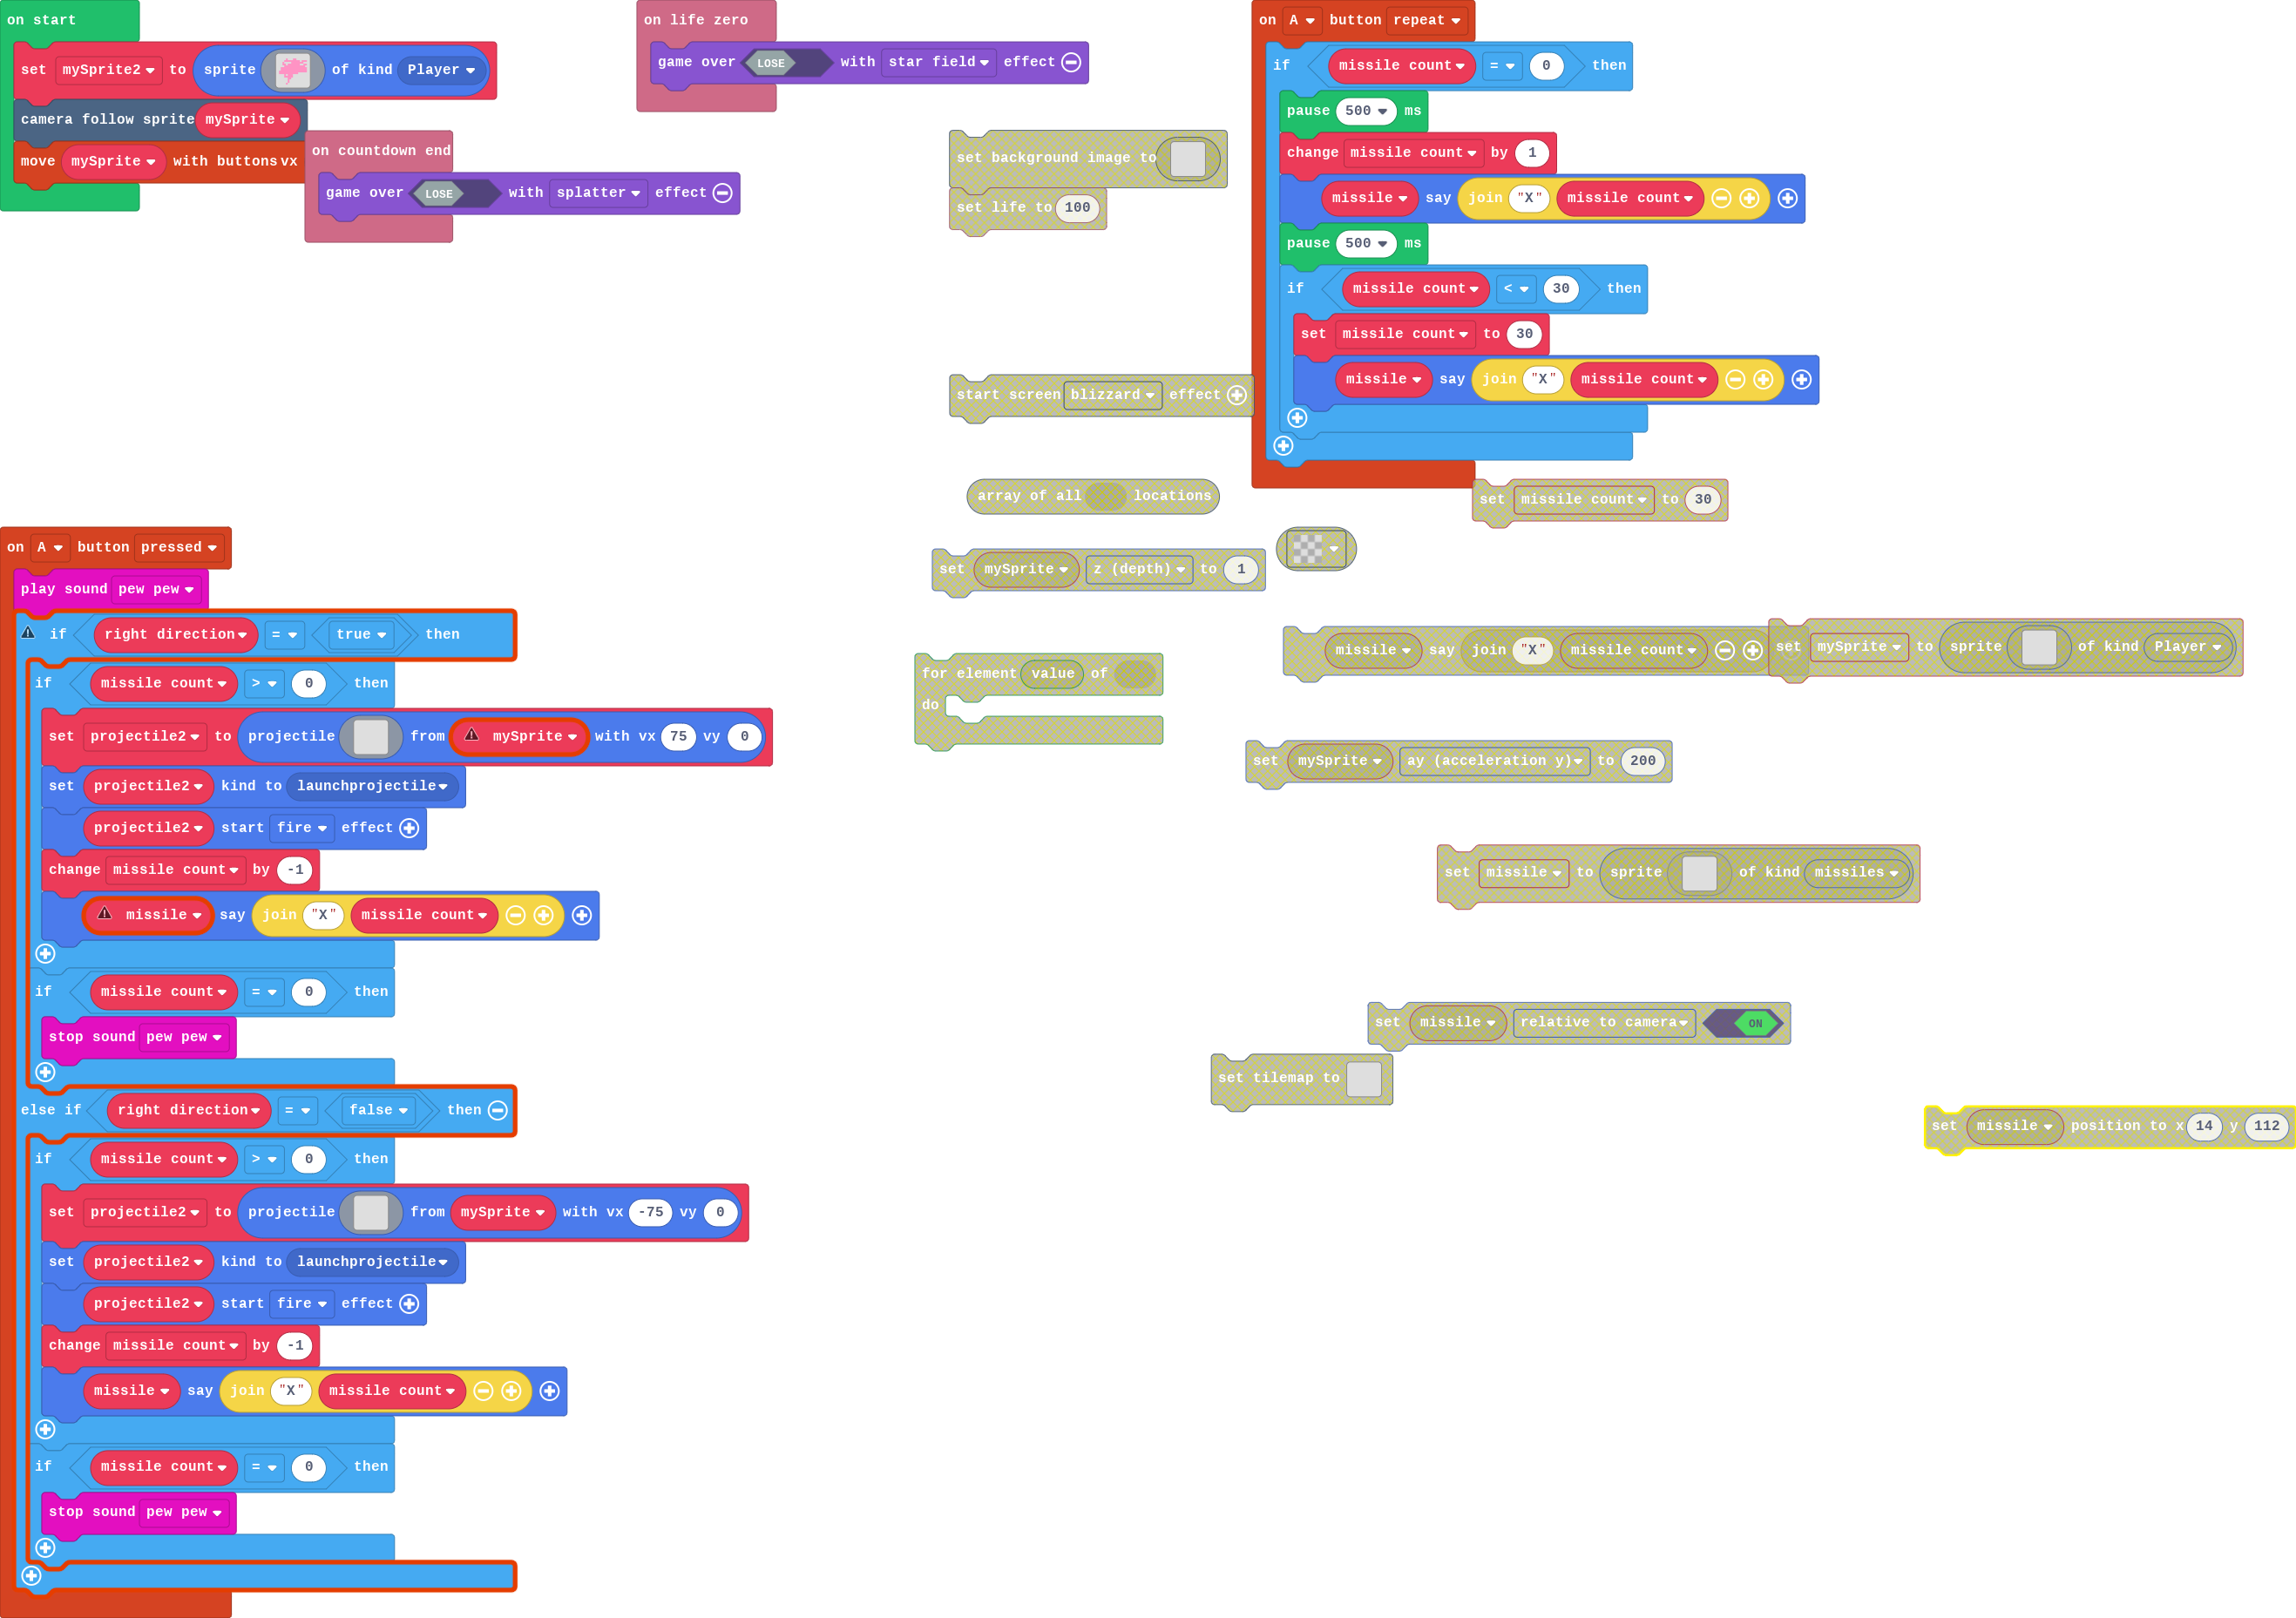 on start
set mySprite2 to sprite of kind Player
camera follow sprite mySprite
move mySprite with buttons vx
on countdown end
game over LOSE with splatter effect
on life zero
game over LOSE with star field effect
set background image to
set life to 100
start screen blizzard effect
array of all locations
set mySprite z (depth) to 1
for element value of
do
on A button repeat
if missile count = 0 then
pause 500 ms
change missile count by 1
missile say join "X" missile count
pause 500 ms
if missile count < 30 then
set missile count to 30
missile say join "X" missile count
set missile count to 30
missile say join "X" missile count
set mySprite to sprite of kind Player
set mySprite ay (acceleration y) to 200
set missile to sprite of kind missiles
set missile relative to camera ON
set tilemap to
set missile position to x 14 y 112
on A button pressed
play sound pew pew
if right direction = true then
if missile count > 0 then
set projectile2 to projectile from mySprite with vx 75 vy 0
set projectile2 kind to launchprojectile
projectile2 start fire effect
change missile count by -1
missile say join "X" missile count
if missile count = 0 then
stop sound pew pew
else if right direction = false then
if missile count > 0 then
set projectile2 to projectile from mySprite with vx -75 vy 0
set projectile2 kind to launchprojectile
projectile2 start fire effect
change missile count by -1
missile say join "X" missile count
if missile count = 0 then
stop sound pew pew